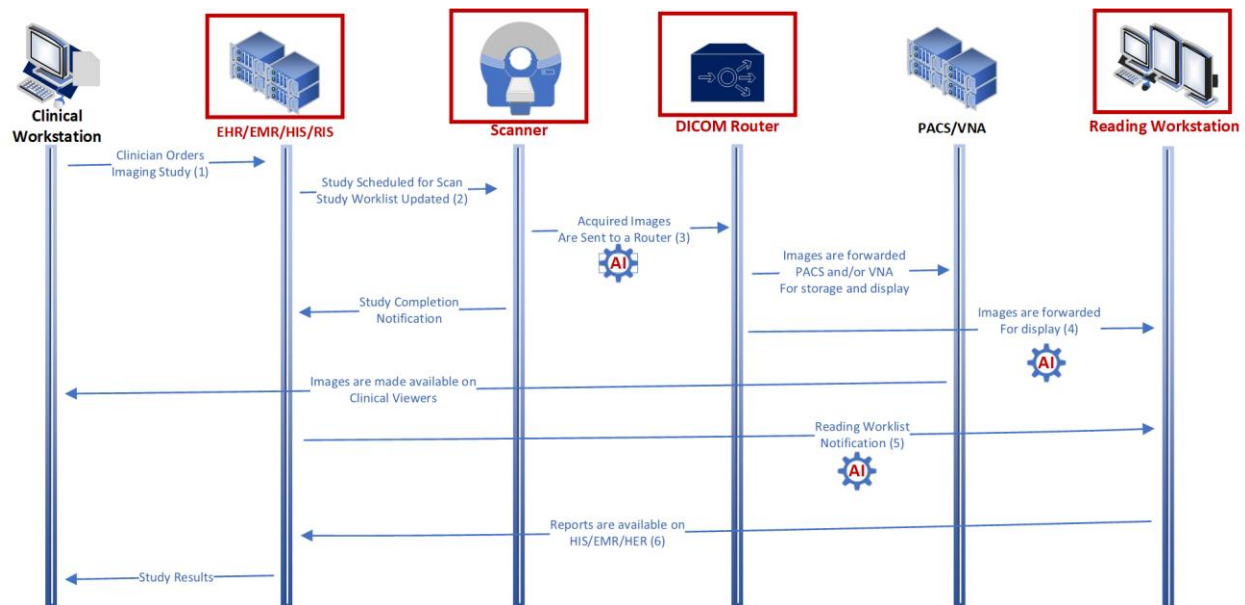 Clinical
Workstation
EHR/EMR/HIS/RIS
Scanner
DICOM Router
PACS/VNA
Reading Workstation
Clinician Orders
Imaging Study (1)
Study Scheduled for Scan
Study Worklist Updated (2)
Acquired Images
Are Sent to a Router (3)
AI
Images are forwarded
PACS and/or VNA
For storage and display
Study Completion
Notification
Images are forwarded
For display (4)
AI
Images are made available on
Clinical Viewers
Reading Worklist
Notification (5)
AI
Reports are available on
HIS/EMR/HER (6)
Study Results